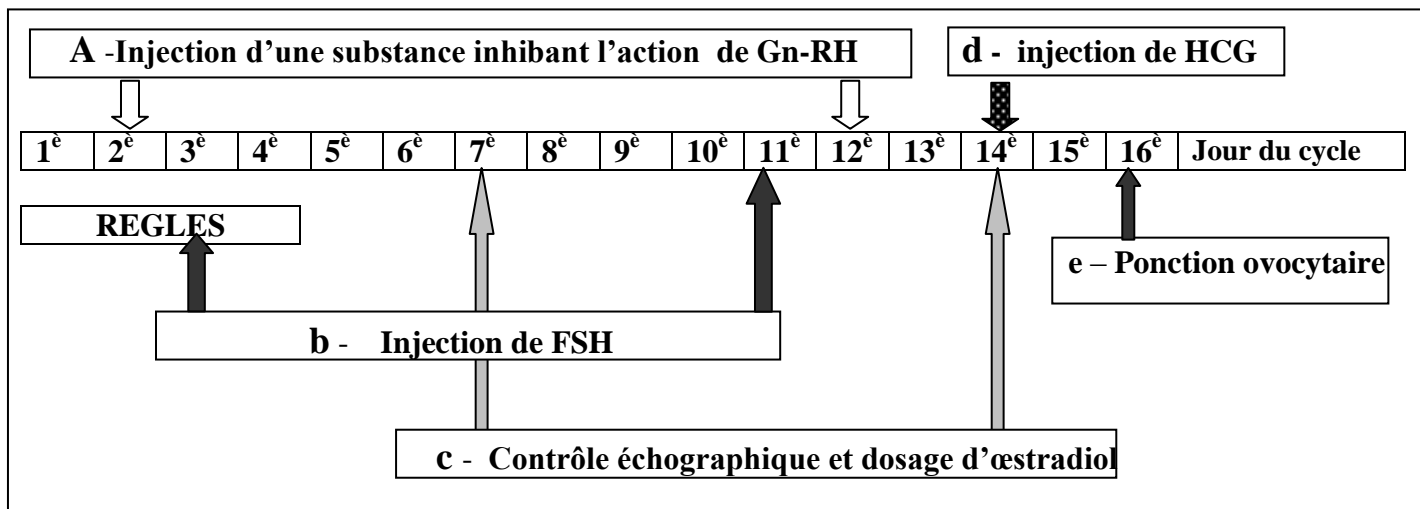 A -Injection d'une substance inhibant l'action de Gn-RH
d - injection de HCG
1è 2è 3è 4è 5è 6è 7è 8è 9è 10è 11è 12è 13è 14è 15è 16è Jour du cycle
REGLES
e – Ponction ovocytaire
b - Injection de FSH
c - Contrôle échographique et dosage d'œstradiol